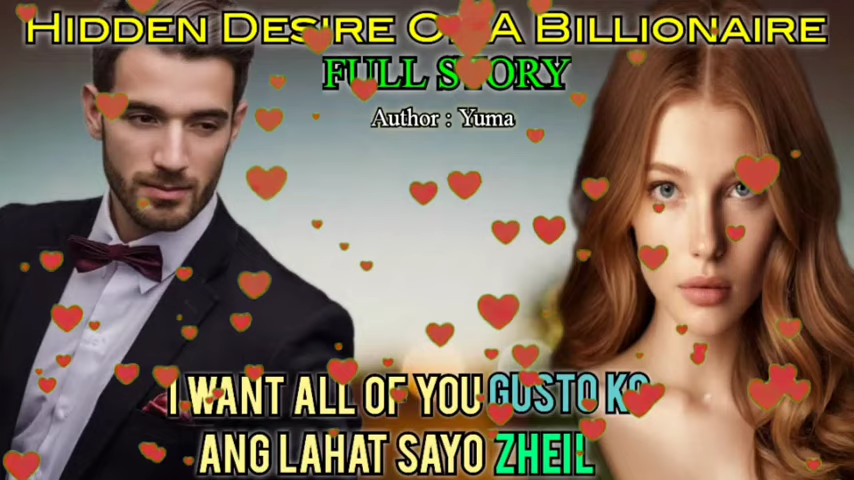 HIDDEN DESIRE OF A BILLIONAIRE
FULL STORY
Author : Yuma
I WANT ALL OF YOU GUSTO KO
ANG LAHAT SAYO ZHEIL